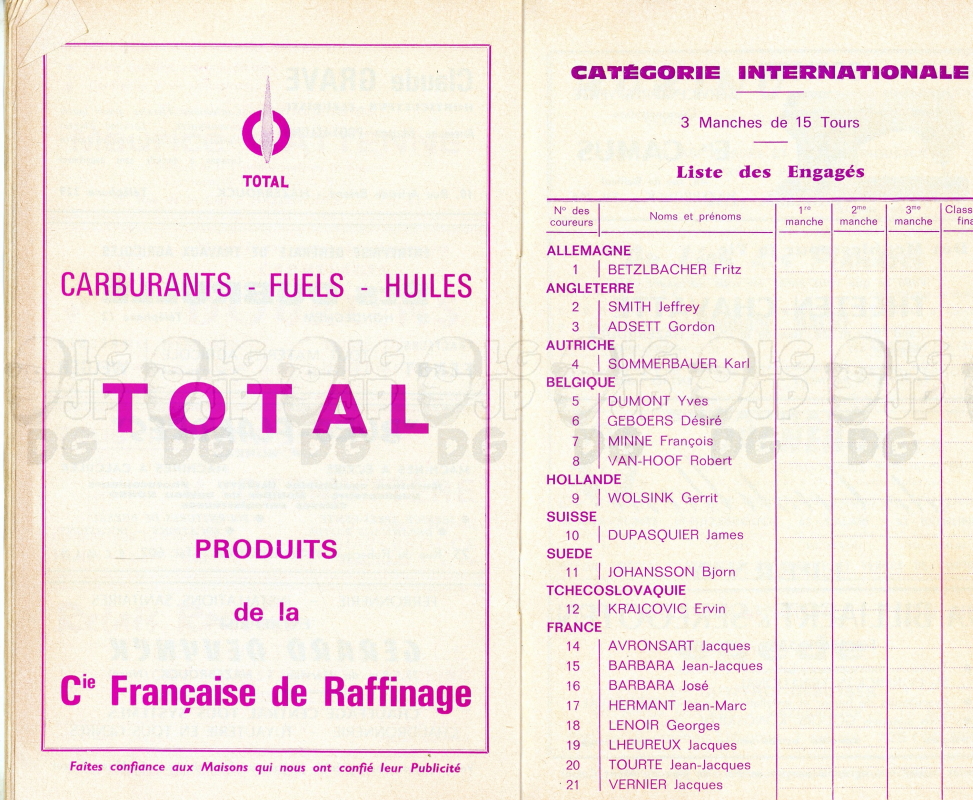 TOTAL
CARBURANTS - FUELS - HUILES
TOTAL
PRODUITS
de la
Cie Française de Raffinage
Faites confiance aux Maisons qui nous ont confié leur Publicité
CATÉGORIE INTERNATIONALE
3 Manches de 15 Tours
Liste des Engagés
N° des coureurs Noms et prénoms 1re manche 2me manche 3me manche
ALLEMAGNE
1 BETZLBACHER Fritz
ANGLETERRE
2 SMITH Jeffrey
3 ADSETT Gordon
AUTRICHE
4 SOMMERBAUER Karl
BELGIQUE
5 DUMONT Yves
6 GEBOERS Désiré
7 MINNE François
8 VAN-HOOF Robert
HOLLANDE
9 WOLSINK Gerrit
SUISSE
10 DUPASQUIER James
SUEDE
11 JOHANSSON Bjorn
TCHECOSLOVAQUIE
12 KRAJCOVIC Ervin
FRANCE
14 AVRONSART Jacques
15 BARBARA Jean-Jacques
16 BARBARA José
17 HERMANT Jean-Marc
18 LENOIR Georges
19 LHEUREUX Jacques
20 TOURTE Jean-Jacques
21 VERNIER Jacques